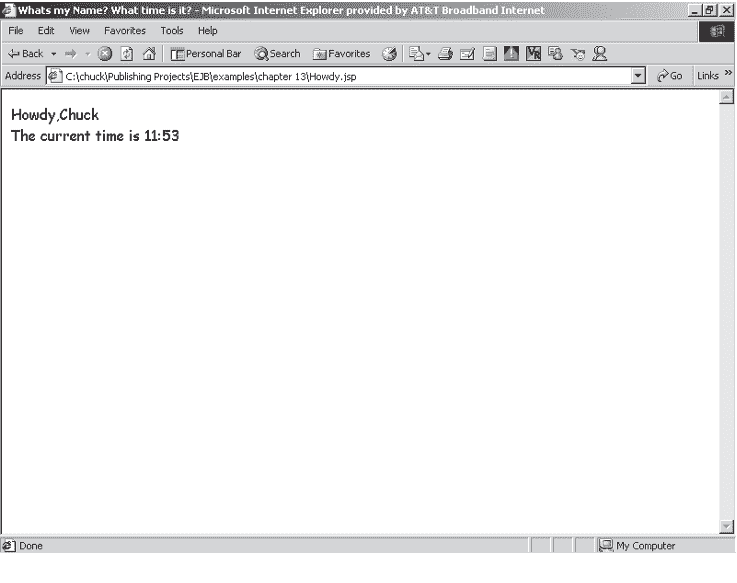 Whats my Name? What time is it? - Microsoft Internet Explorer provided by AT&T Broadband Internet
File Edit View Favorites Tools Help
Back Personal Bar Search Favorites VR
Address C:\chuck\Publishing Projects\EJB\examples\chapter 13\Howdy.jsp Go Links »
Howdy,Chuck
The current time is 11:53
Done My Computer